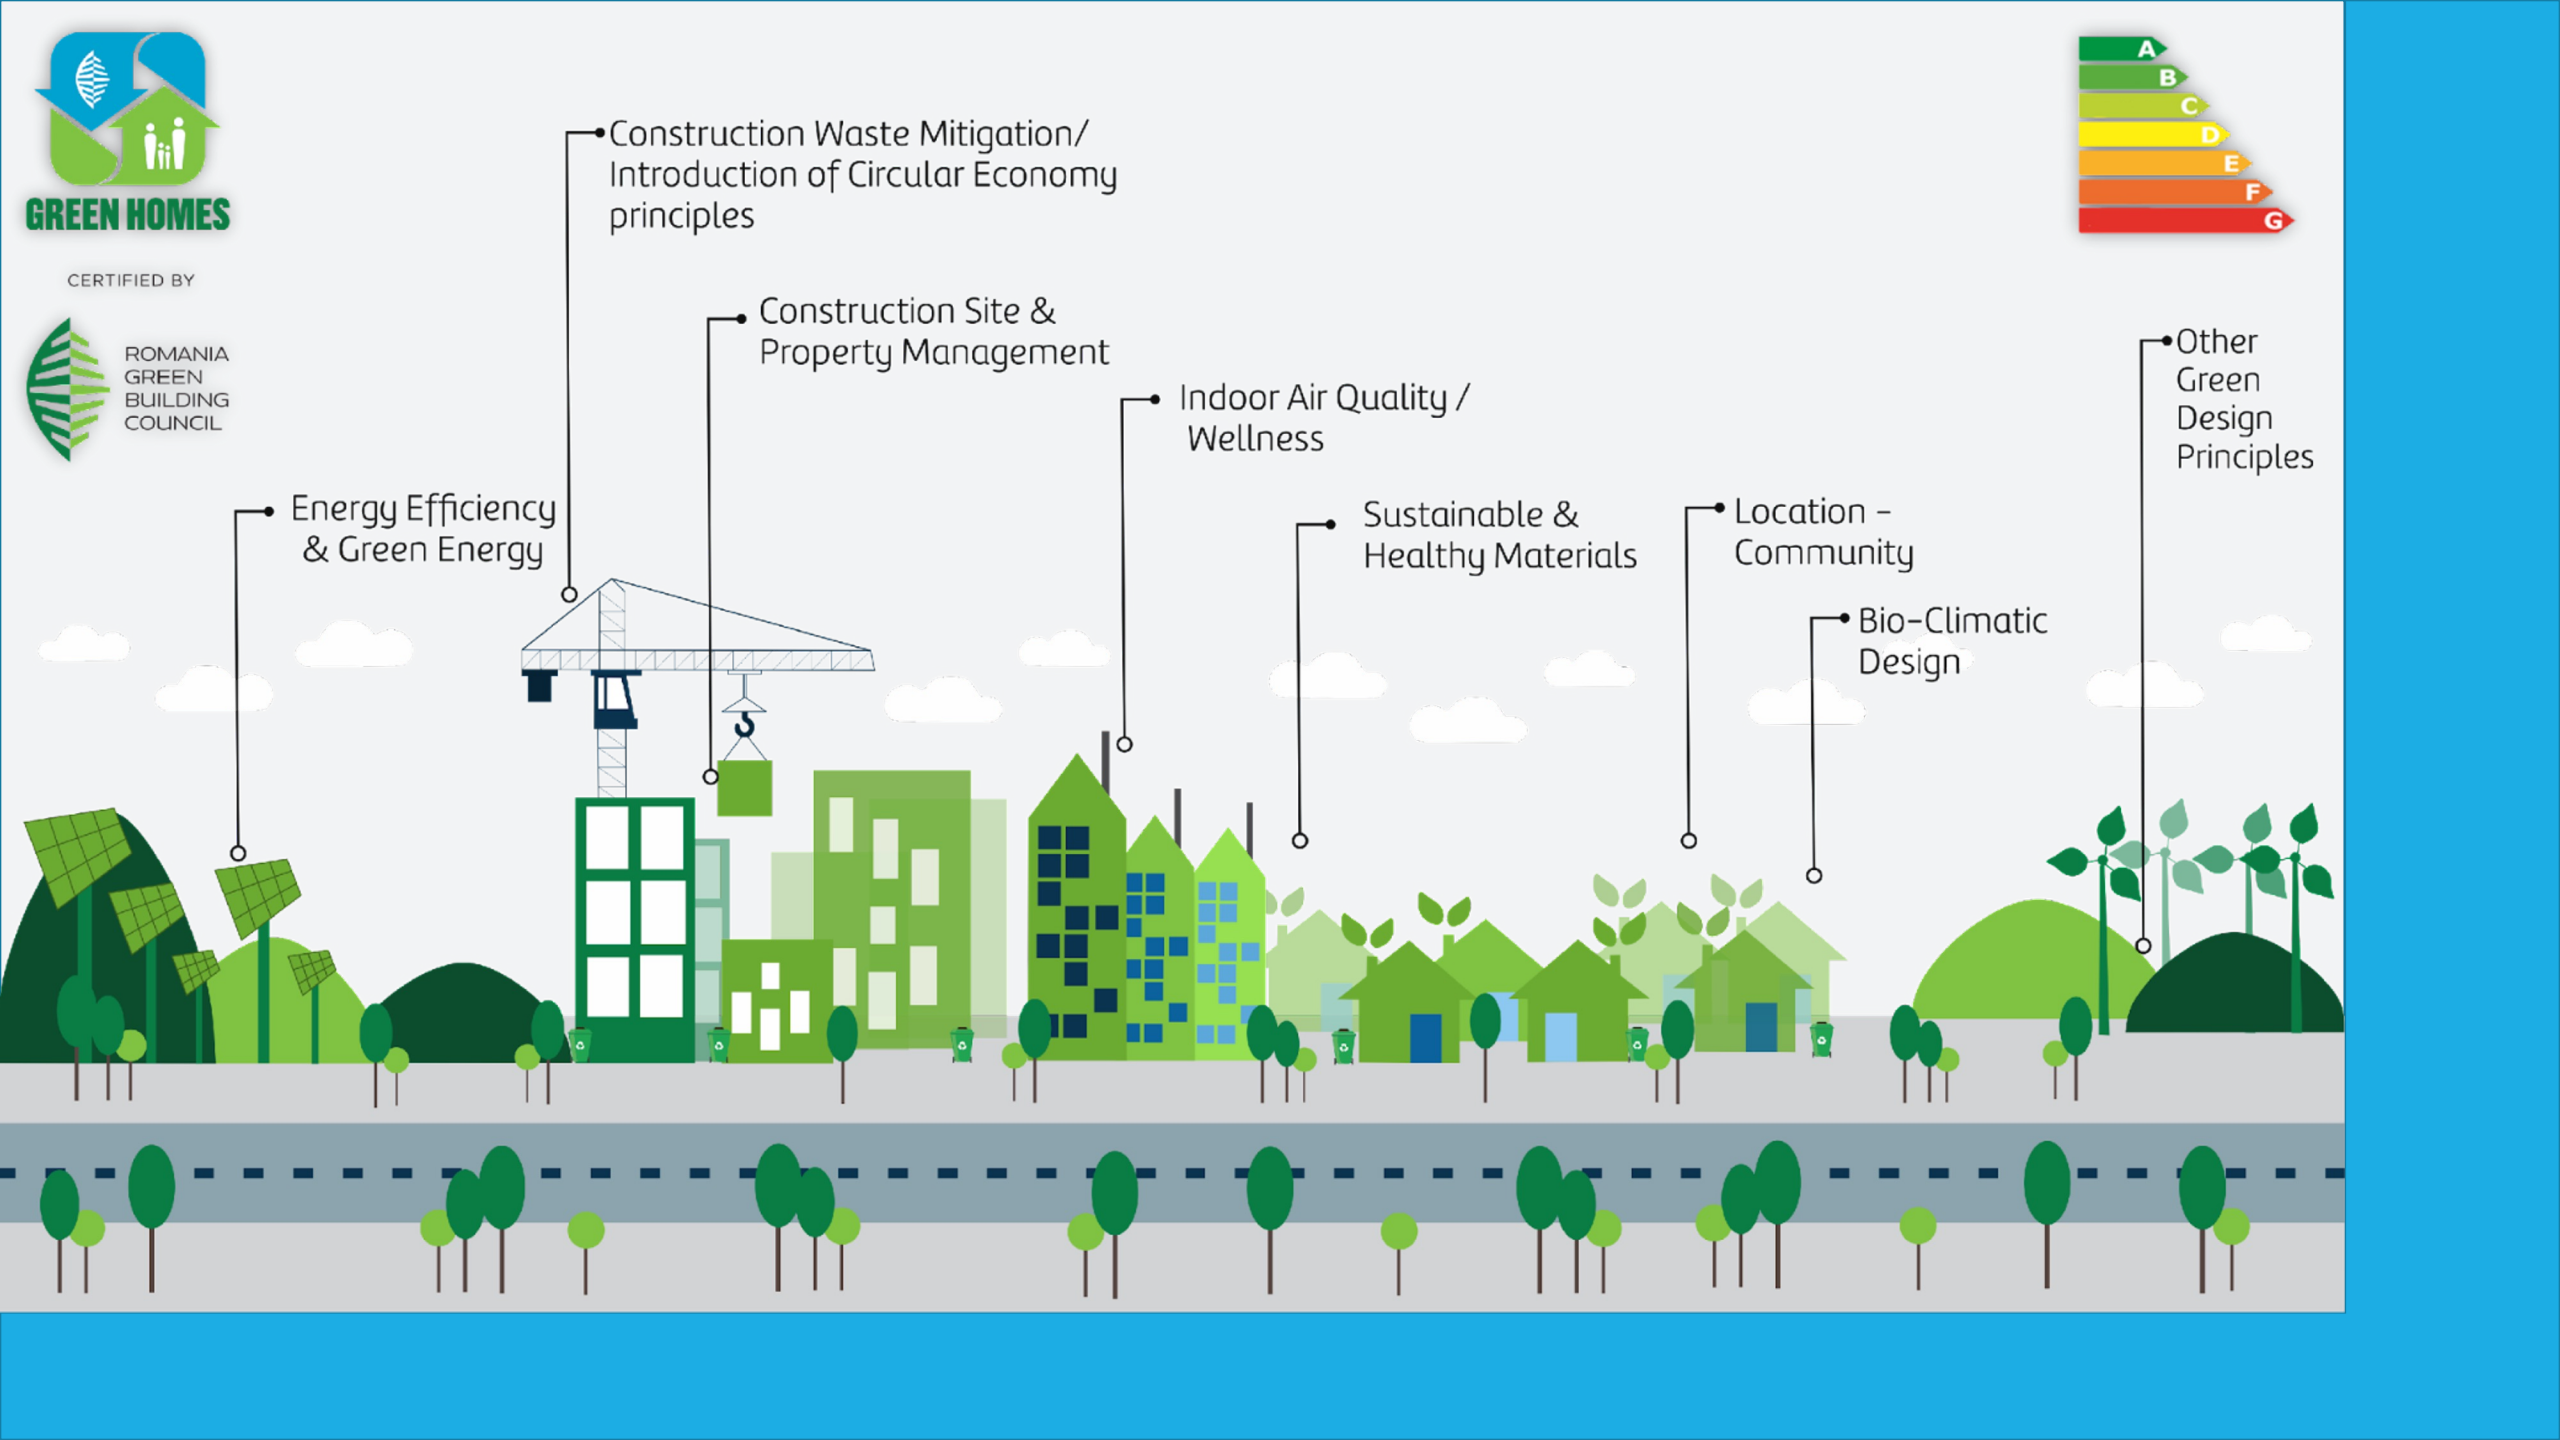 GREEN HOMES
CERTIFIED BY
ROMANIA
GREEN
BUILDING
COUNCIL
Energy Efficiency
& Green Energy
Construction Waste Mitigation/
Introduction of Circular Economy
principles
Construction Site &
Property Management
Indoor Air Quality /
Wellness
Sustainable &
Healthy Materials
Location -
Community
Bio-Climatic
Design
Other
Green
Design
Principles
A
B
C
D
E
F
G